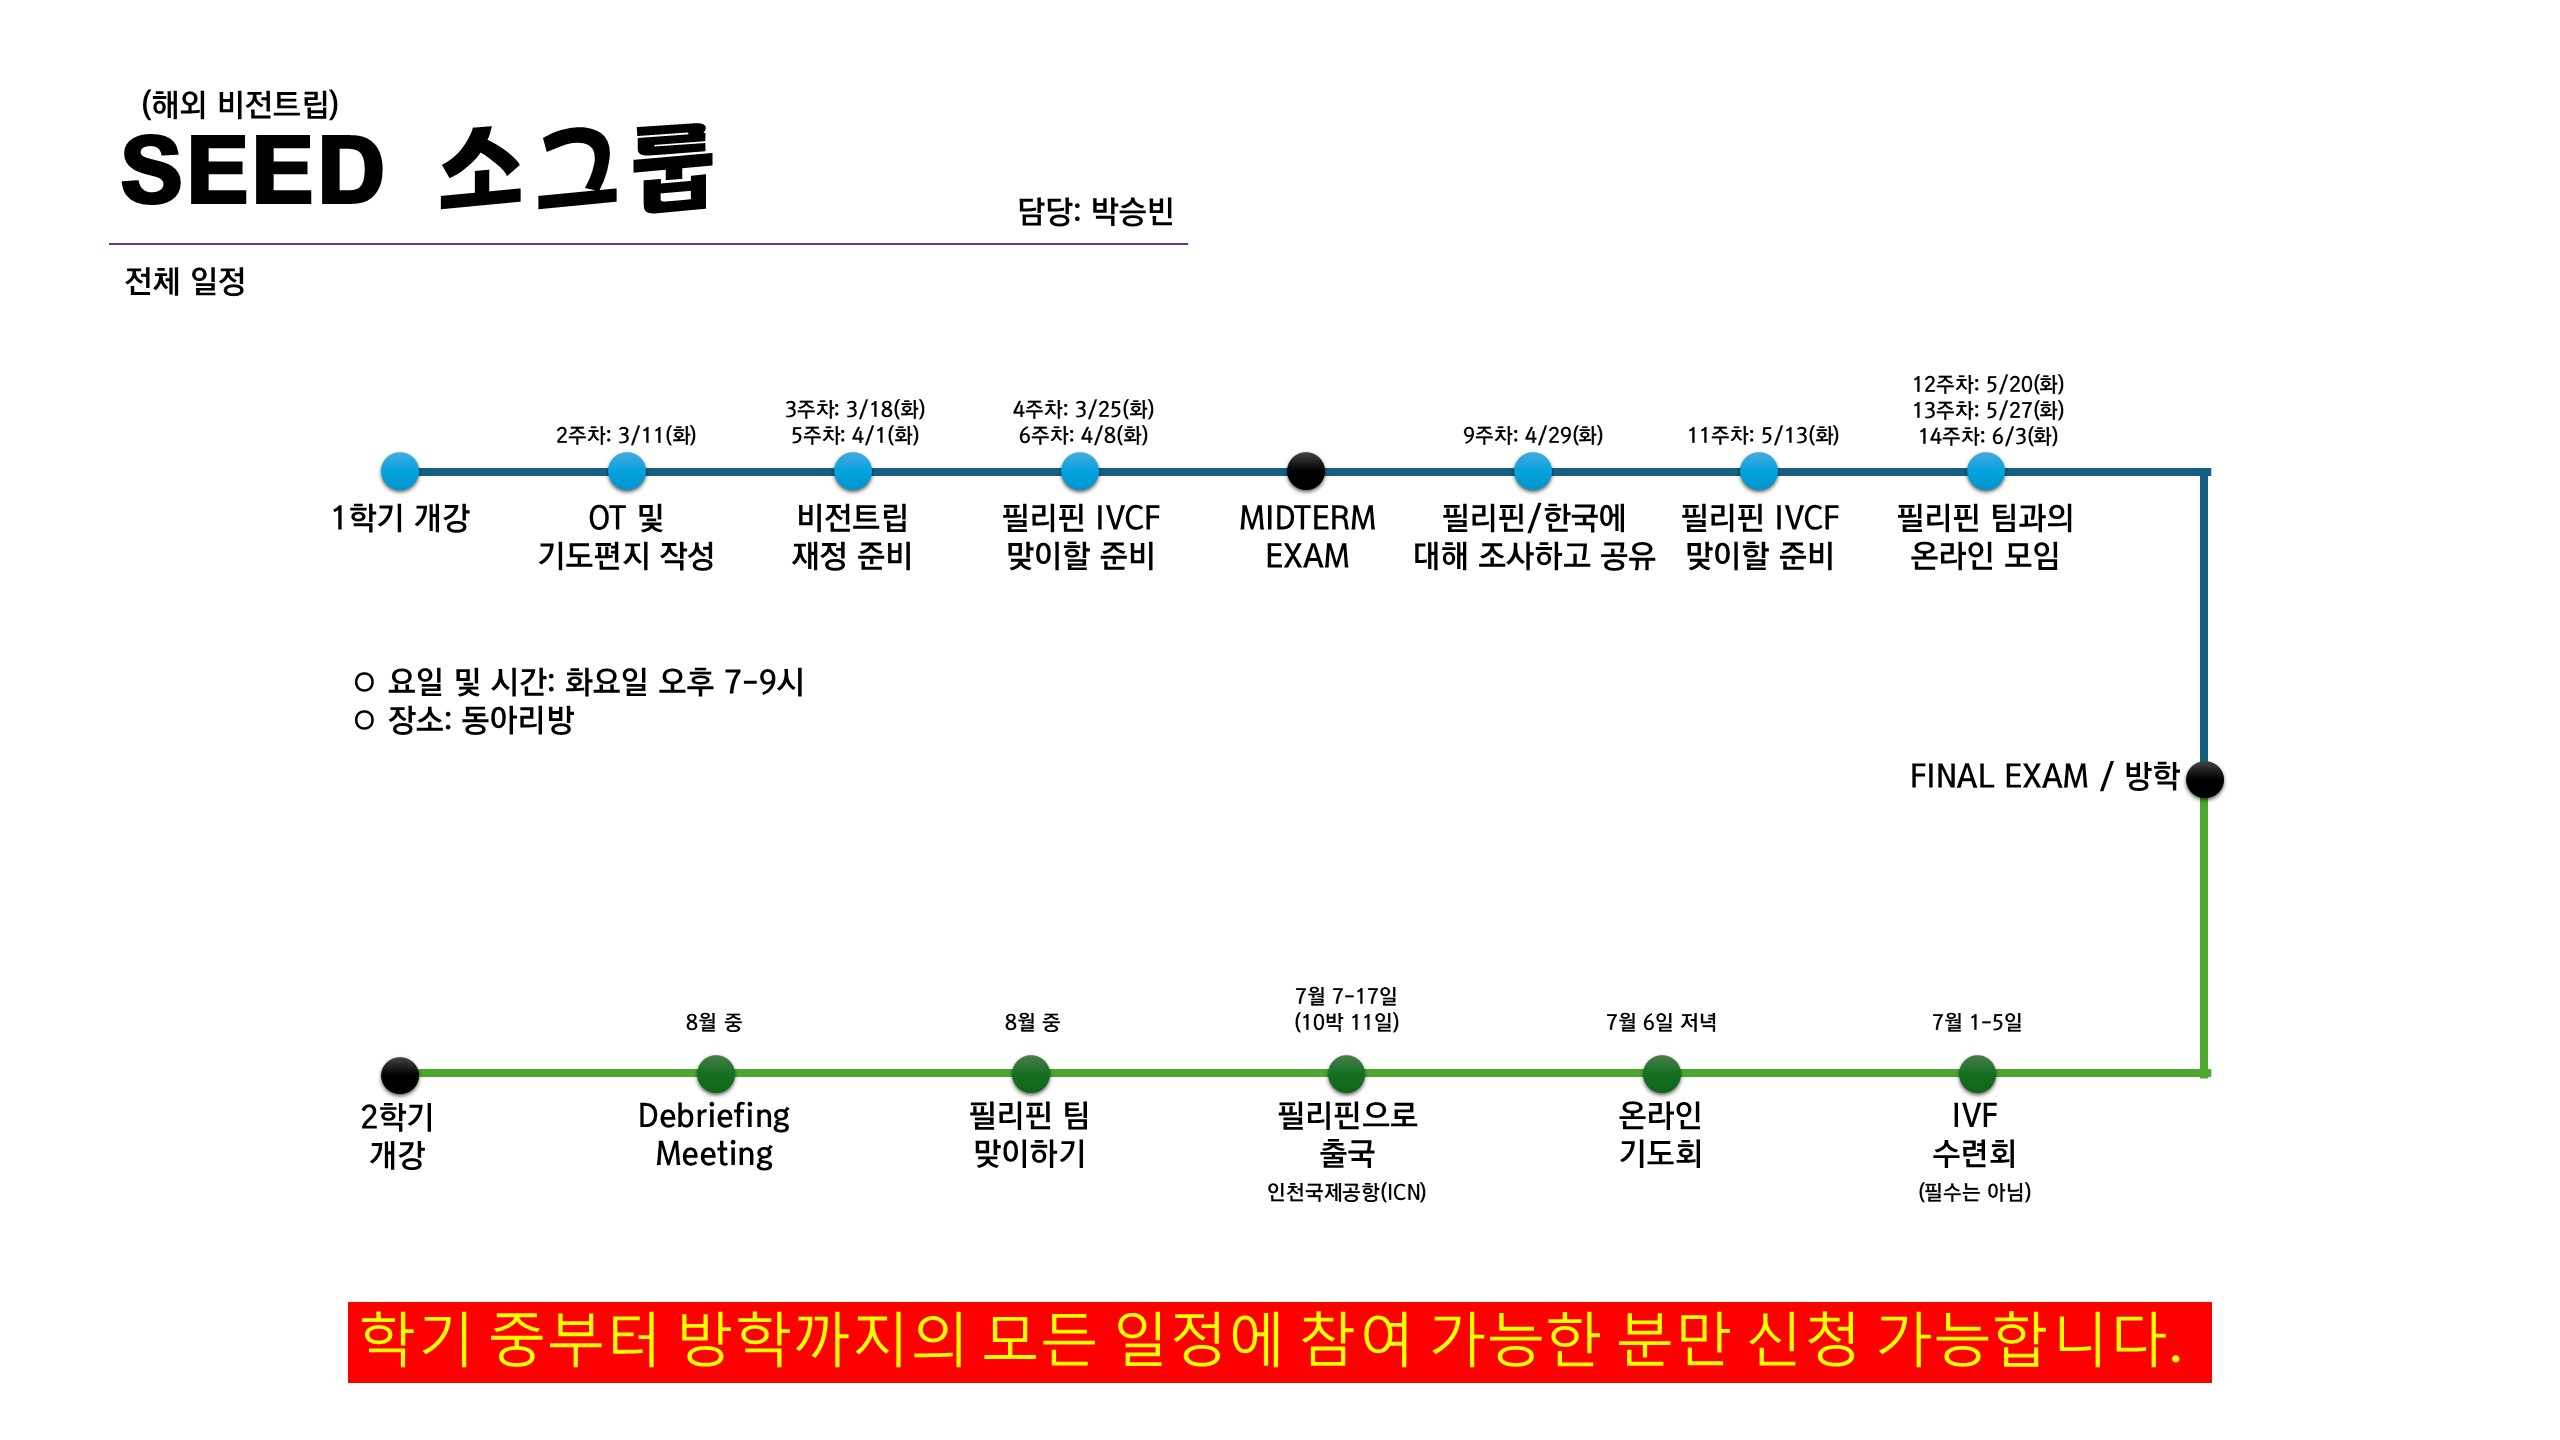 (해외 비전트립)
SEED 소그룹
담당: 박승빈
전체 일정
2주차: 3/11(화)
3주차: 3/18(화)
5주차: 4/1(화)
4주차: 3/25(화)
6주차: 4/8(화)
9주차: 4/29(화)
11주차: 5/13(화)
12주차: 5/20(화)
13주차: 5/27(화)
14주차: 6/3(화)
1학기 개강
OT 및
기도편지 작성
비전트립
재정 준비
필리핀 IVCF
맞이할 준비
MIDTERM
EXAM
필리핀/한국에
대해 조사하고 공유
필리핀 IVCF
맞이할 준비
필리핀 팀과의
온라인 모임
○ 요일 및 시간: 화요일 오후 7-9시
○ 장소: 동아리방
FINAL EXAM / 방학
2학기
개강
8월 중
Debriefing
Meeting
8월 중
필리핀 팀
맞이하기
7월 7-17일
(10박 11일)
필리핀으로
출국
인천국제공항(ICN)
7월 6일 저녁
온라인
기도회
7월 1-5일
IVF
수련회
(필수는 아님)
학기 중부터 방학까지의 모든 일정에 참여 가능한 분만 신청 가능합니다.